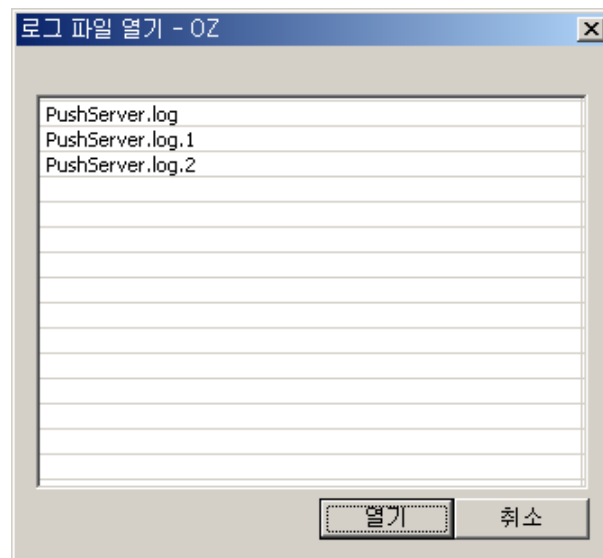 로그 파일 열기 - OZ
PushServer.log
PushServer.log.1
PushServer.log.2
열기 취소